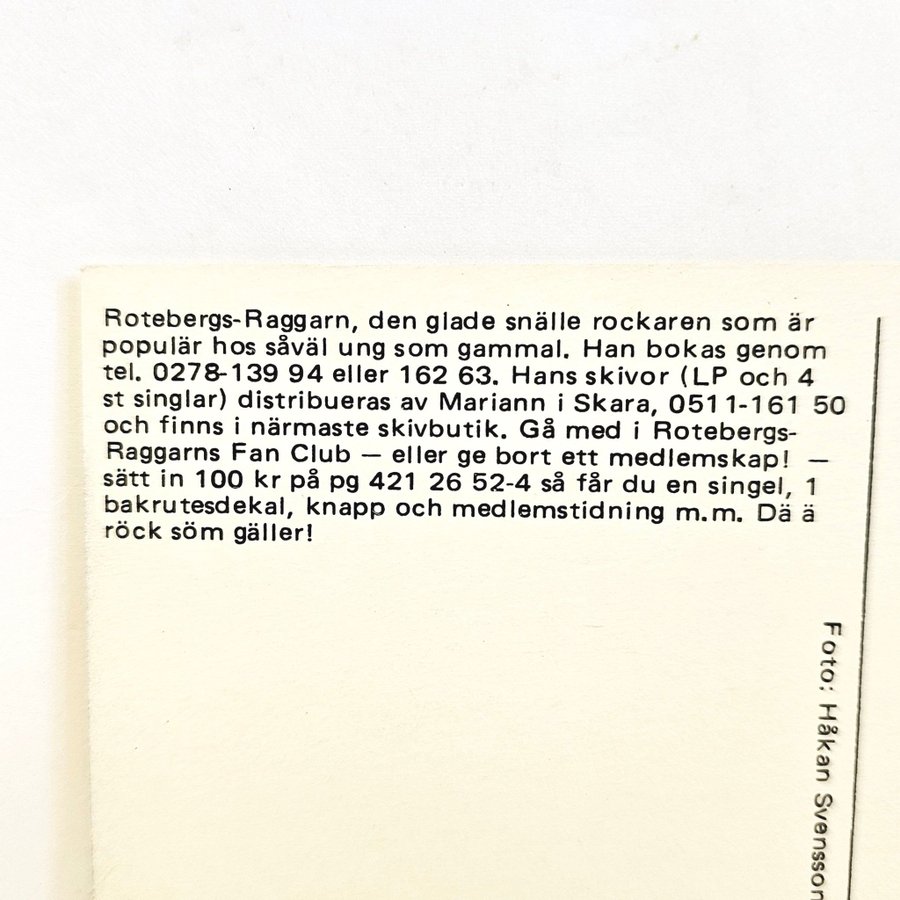 Rotebergs-Raggarn, den glade snälle rockaren som är
populär hos såväl ung som gammal. Han bokas genom
tel. 0278-139 94 eller 162 63. Hans skivor (LP och 4
st singlar) distribueras av Mariann i Skara, 0511-161 50
och finns i närmaste skivbutik. Gå med i Rotebergs-
Raggarns Fan Club — eller ge bort ett medlemskap! —
sätt in 100 kr på pg 421 26 52-4 så får du en singel, 1
bakrutesdekal, knapp och medlemstidning m.m. Dä ä
röck söm gäller!
Foto: Håkan Svensson